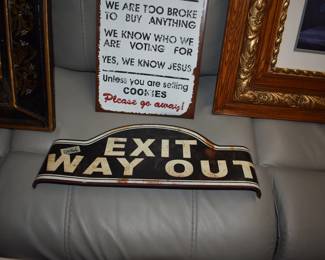 WE ARE TOO BROKE
TO BUY ANYTHING
WE KNOW WHO WE
ARE VOTING FOR
YES, WE KNOW JESUS
Unless you are selling
COOKIES
Please go away!
EXIT
WAY OUT